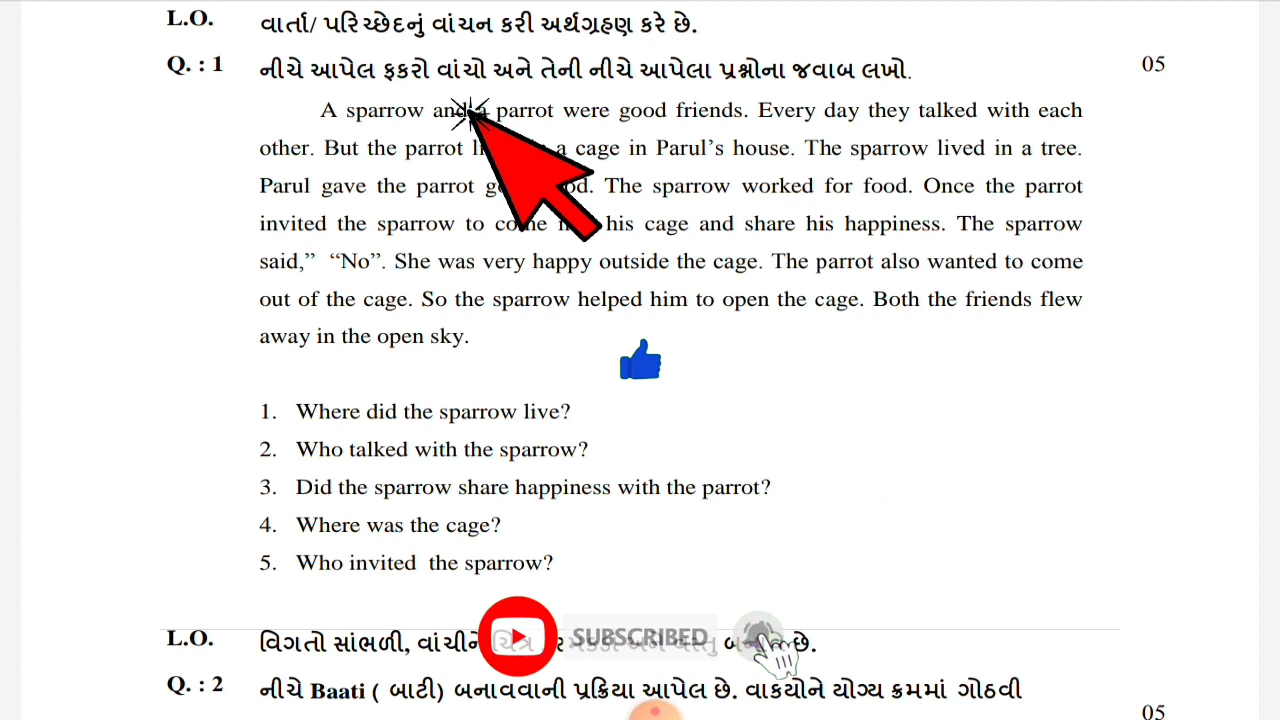 L.O. વાર્તા/ પરિચ્છેદનું વાંચન કરી અર્થગ્રહણ કરે છે.
Q. : 1 નીચે આપેલ ફકરો વાંચો અને તેની નીચે આપેલા પ્રશ્નોના જવાબ લખો. 05
A sparrow and a parrot were good friends. Every day they talked with each
other. But the parrot a cage in Parul's house. The sparrow lived in a tree.
Parul gave the parrot The sparrow worked for food. Once the parrot
invited the sparrow to his cage and share his happiness. The sparrow
said,” “No”. She was very happy outside the cage. The parrot also wanted to come
out of the cage. So the sparrow helped him to open the cage. Both the friends flew
away in the open sky.
1. Where did the sparrow live?
2. Who talked with the sparrow?
3. Did the sparrow share happiness with the parrot?
4. Where was the cage?
5. Who invited the sparrow?
SUBSCRIBED
L.O. વિગતો સાંભળી, વાંચીને છે.
Q. : 2 નીચે Baati ( બાટી) બનાવવાની પ્રક્રિયા આપેલ છે. વાકયોને યોગ્ય ક્રમમાં ગોઠવી
05